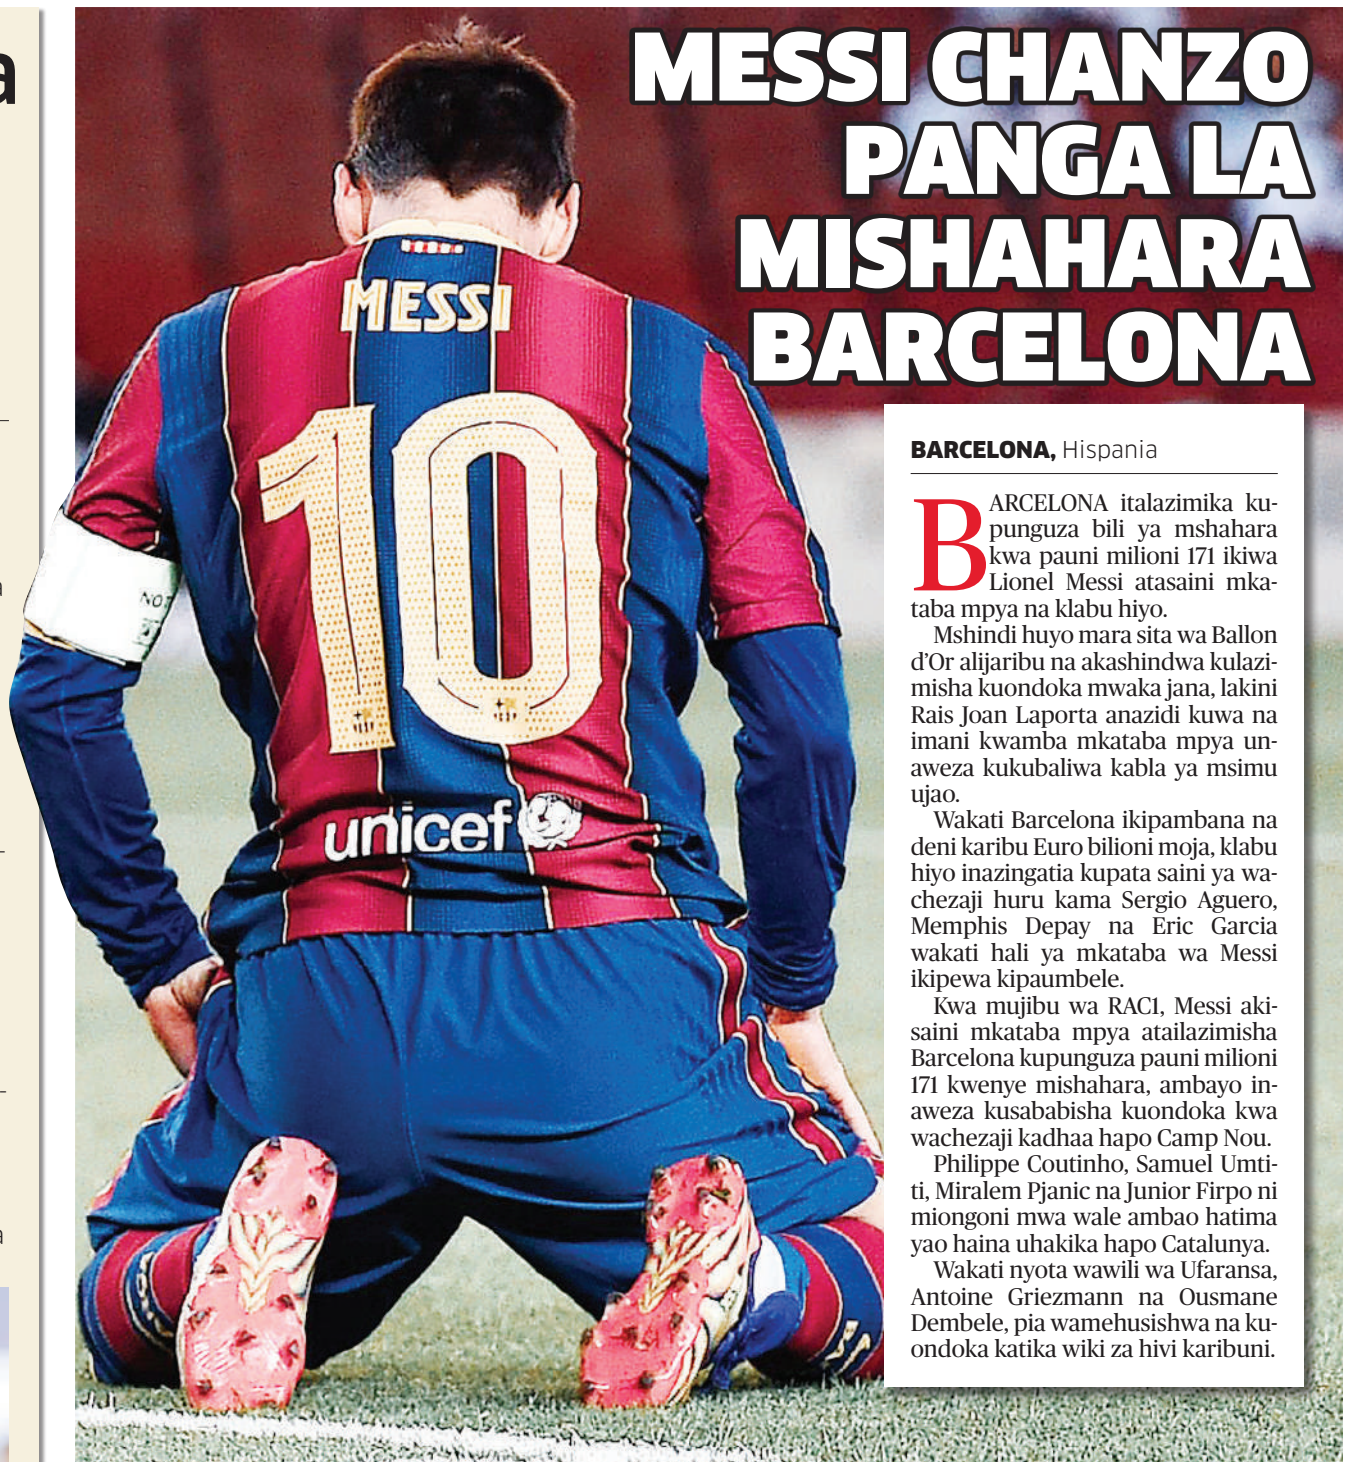 MESSI CHANZO
PANGA LA
MISHAHARA
BARCELONA
MESSI
10
unicef
NO
BARCELONA, Hispania
BARCELONA italazimika ku-
punguza bili ya mshahara
kwa pauni milioni 171 ikiwa
Lionel Messi atasaini mka-
taba mpya na klabu hiyo.
Mshindi huyo mara sita wa Ballon
d'Or alijaribu na akashindwa kulazi-
misha kuondoka mwaka jana, lakini
Rais Joan Laporta anazidi kuwa na
imani kwamba mkataba mpya un-
aweza kukubaliwa kabla ya msimu
ujao.
Wakati Barcelona ikipambana na
deni karibu Euro bilioni moja, klabu
hiyo inazingatia kupata saini ya wa-
chezaji huru kama Sergio Aguero,
Memphis Depay na Eric Garcia
wakati hali ya mkataba wa Messi
ikipewa kipaumbele.
Kwa mujibu wa RAC1, Messi aki-
saini mkataba mpya atailazimisha
Barcelona kupunguza pauni milioni
171 kwenye mishahara, ambayo in-
aweza kusababisha kuondoka kwa
wachezaji kadhaa hapo Camp Nou.
Philippe Coutinho, Samuel Umti-
ti, Miralem Pjanic na Junior Firpo ni
miongoni mwa wale ambao hatima
yao haina uhakika hapo Catalunya.
Wakati nyota wawili wa Ufaransa,
Antoine Griezmann na Ousmane
Dembele, pia wamehusishwa na ku-
ondoka katika wiki za hivi karibuni.